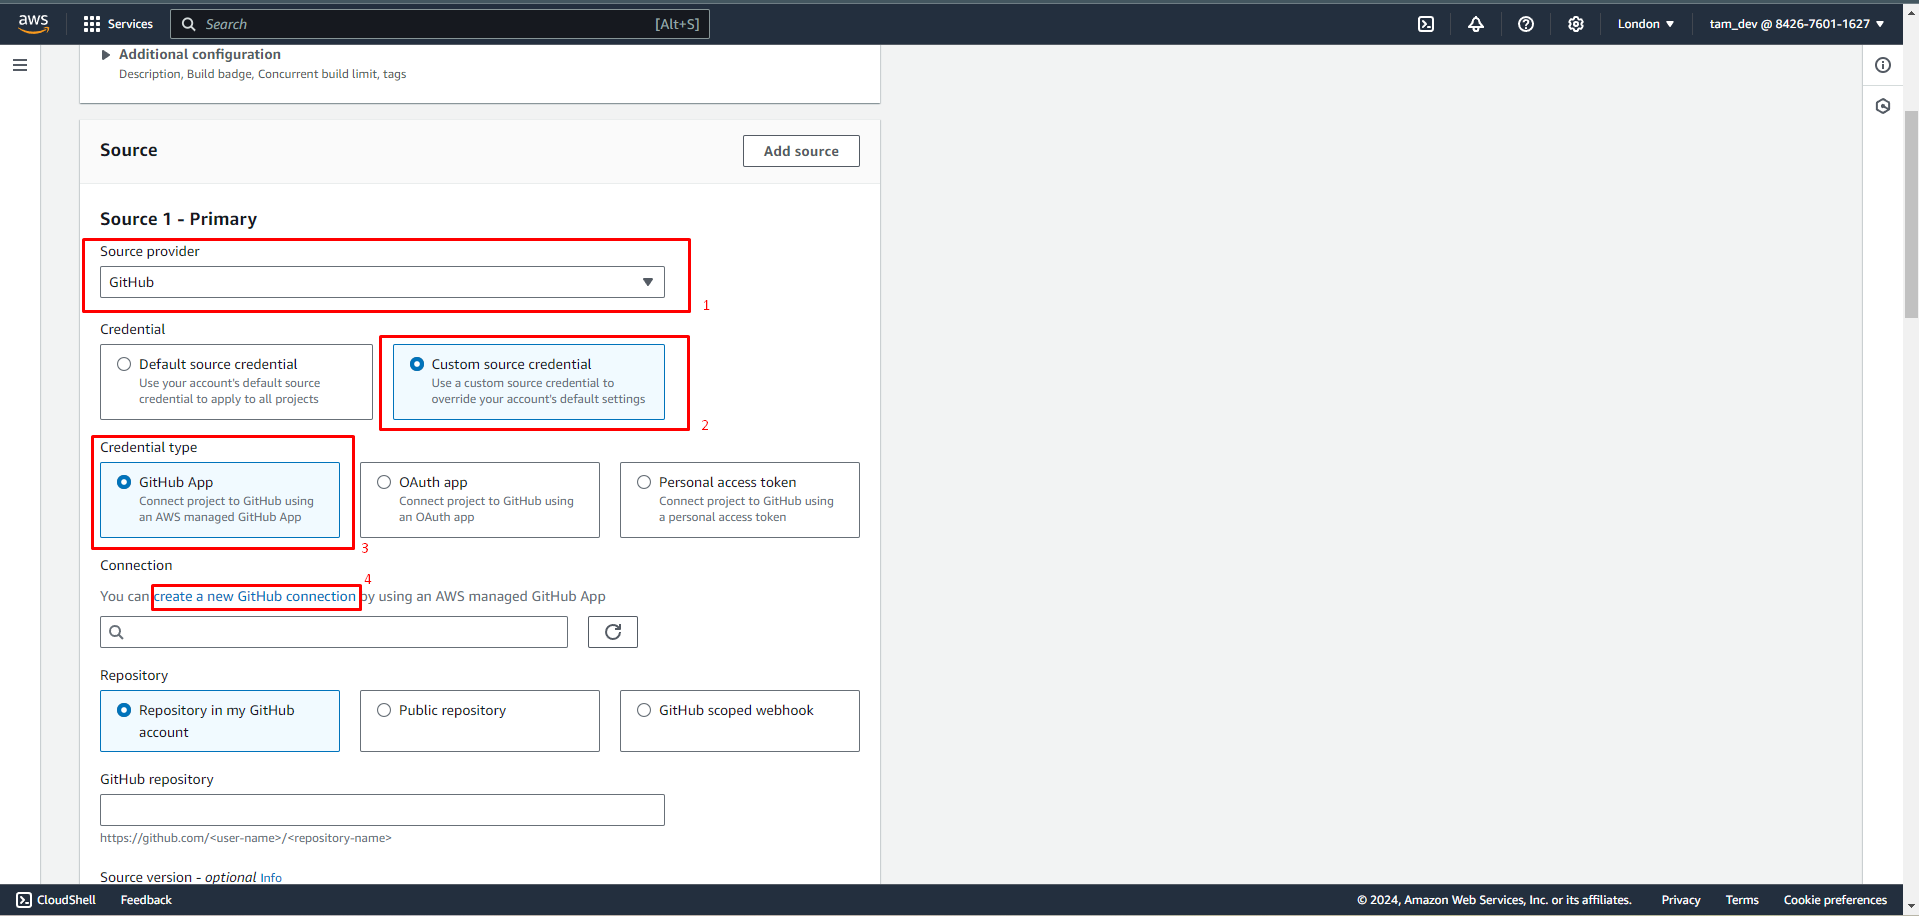 aws
Services
Search
[Alt+S]
London
tam_dev @ 8426-7601-1627
Additional configuration
Description, Build badge, Concurrent build limit, tags
Source
Add source
Source 1 - Primary
Source provider
GitHub
1
Credential
Default source credential
Use your account's default source
credential to apply to all projects
Custom source credential
Use a custom source credential to
override your account's default settings
2
Credential type
GitHub App
Connect project to GitHub using
an AWS managed GitHub App
OAuth app
Connect project to GitHub using
an OAuth app
Personal access token
Connect project to GitHub using
a personal access token
3
Connection
4
You can create a new GitHub connection by using an AWS managed GitHub App
Repository
Repository in my GitHub
account
Public repository
GitHub scoped webhook
GitHub repository
https://github.com/<user-name>/<repository-name>
Source version - optional Info
CloudShell
Feedback
© 2024, Amazon Web Services, Inc. or its affiliates.
Privacy
Terms
Cookie preferences